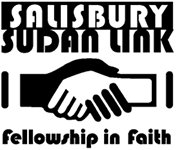 SALISBURY
SUDAN LINK
Fellowship in Faith